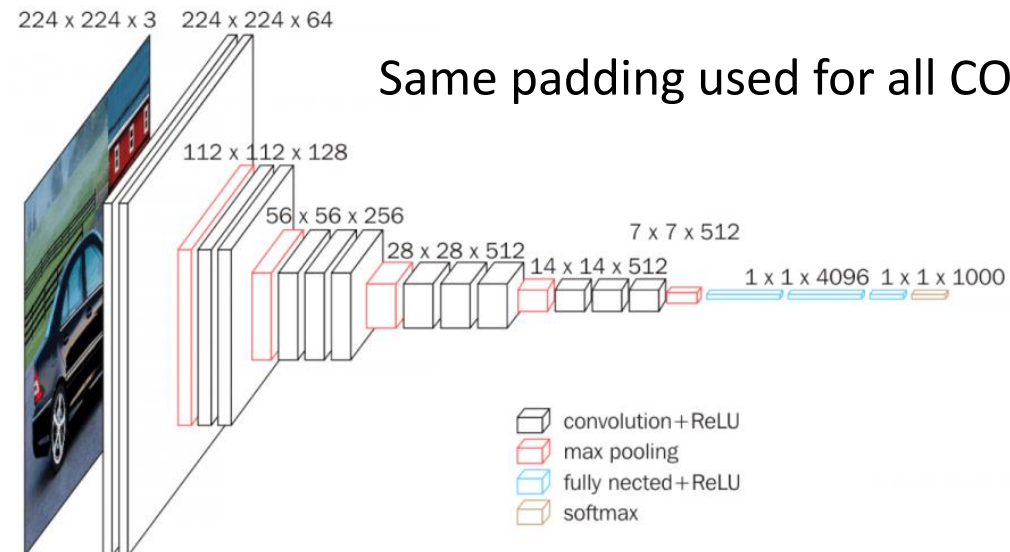 224 x 224 x 3
224 x 224 x 64
Same padding used for all CO
112 x 112 x 128
56 x 56 x 256
28 x 28 x 512
14 x 14 x 512
7 x 7 x 512
1 x 1 x 4096
1 x 1 x 1000
convolution+ReLU
max pooling
fully nected+ReLU
softmax